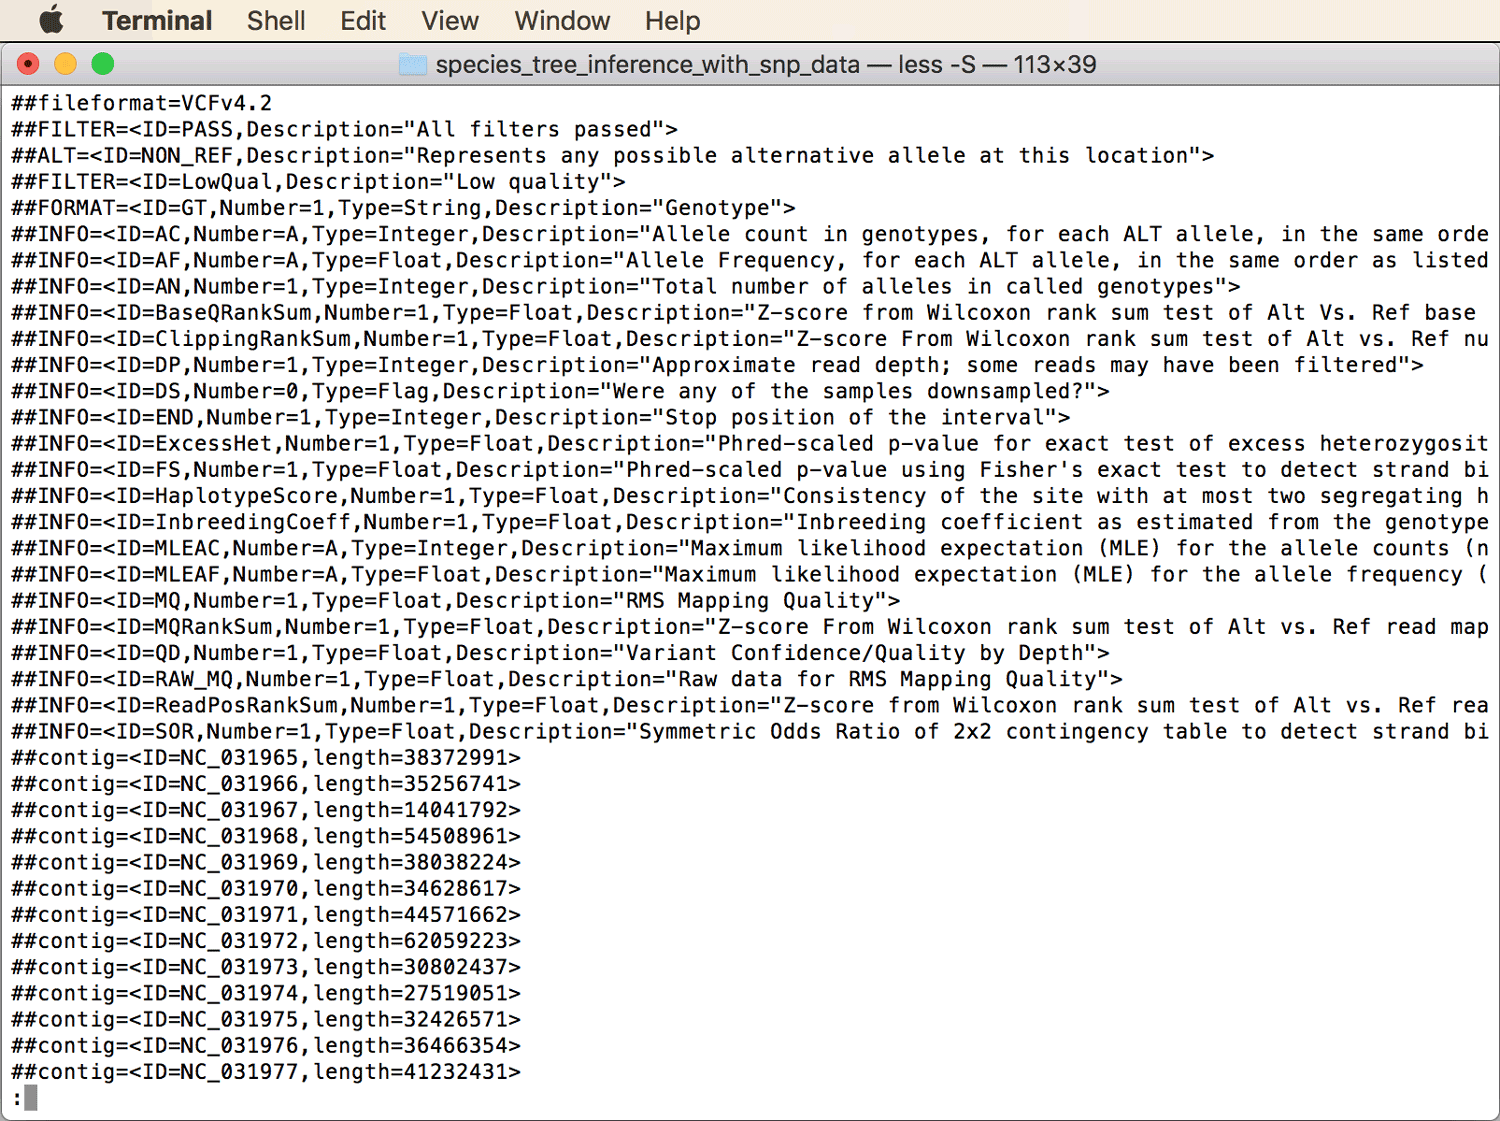 Terminal Shell Edit View Window Help
species_tree_inference_with_snp_data — less -S — 113×39
##fileformat=VCFv4.2
##FILTER=<ID=PASS,Description="All filters passed">
##ALT=<ID=NON_REF,Description="Represents any possible alternative allele at this location">
##FILTER=<ID=LowQual,Description="Low quality">
##FORMAT=<ID=GT,Number=1,Type=String,Description="Genotype">
##INFO=<ID=AC,Number=A,Type=Integer,Description="Allele count in genotypes, for each ALT allele, in the same orde
##INFO=<ID=AF,Number=A,Type=Float,Description="Allele Frequency, for each ALT allele, in the same order as listed
##INFO=<ID=AN,Number=1,Type=Integer,Description="Total number of alleles in called genotypes">
##INFO=<ID=BaseQRankSum,Number=1,Type=Float,Description="Z-score from Wilcoxon rank sum test of Alt Vs. Ref base
##INFO=<ID=ClippingRankSum,Number=1,Type=Float,Description="Z-score From Wilcoxon rank sum test of Alt vs. Ref nu
##INFO=<ID=DP,Number=1,Type=Integer,Description="Approximate read depth; some reads may have been filtered">
##INFO=<ID=DS,Number=0,Type=Flag,Description="Were any of the samples downsampled?">
##INFO=<ID=END,Number=1,Type=Integer,Description="Stop position of the interval">
##INFO=<ID=ExcessHet,Number=1,Type=Float,Description="Phred-scaled p-value for exact test of excess heterozygosit
##INFO=<ID=FS,Number=1,Type=Float,Description="Phred-scaled p-value using Fisher's exact test to detect strand bi
##INFO=<ID=HaplotypeScore,Number=1,Type=Float,Description="Consistency of the site with at most two segregating h
##INFO=<ID=InbreedingCoeff,Number=1,Type=Float,Description="Inbreeding coefficient as estimated from the genotype
##INFO=<ID=MLEAC,Number=A,Type=Integer,Description="Maximum likelihood expectation (MLE) for the allele counts (n
##INFO=<ID=MLEAF,Number=A,Type=Float,Description="Maximum likelihood expectation (MLE) for the allele frequency (
##INFO=<ID=MQ,Number=1,Type=Float,Description="RMS Mapping Quality">
##INFO=<ID=MQRankSum,Number=1,Type=Float,Description="Z-score From Wilcoxon rank sum test of Alt vs. Ref read map
##INFO=<ID=QD,Number=1,Type=Float,Description="Variant Confidence/Quality by Depth">
##INFO=<ID=RAW_MQ,Number=1,Type=Float,Description="Raw data for RMS Mapping Quality">
##INFO=<ID=ReadPosRankSum,Number=1,Type=Float,Description="Z-score from Wilcoxon rank sum test of Alt vs. Ref rea
##INFO=<ID=SOR,Number=1,Type=Float,Description="Symmetric Odds Ratio of 2x2 contingency table to detect strand bi
##contig=<ID=NC_031965,length=38372991>
##contig=<ID=NC_031966,length=35256741>
##contig=<ID=NC_031967,length=14041792>
##contig=<ID=NC_031968,length=54508961>
##contig=<ID=NC_031969,length=38038224>
##contig=<ID=NC_031970,length=34628617>
##contig=<ID=NC_031971,length=44571662>
##contig=<ID=NC_031972,length=62059223>
##contig=<ID=NC_031973,length=30802437>
##contig=<ID=NC_031974,length=27519051>
##contig=<ID=NC_031975,length=32426571>
##contig=<ID=NC_031976,length=36466354>
##contig=<ID=NC_031977,length=41232431>
: